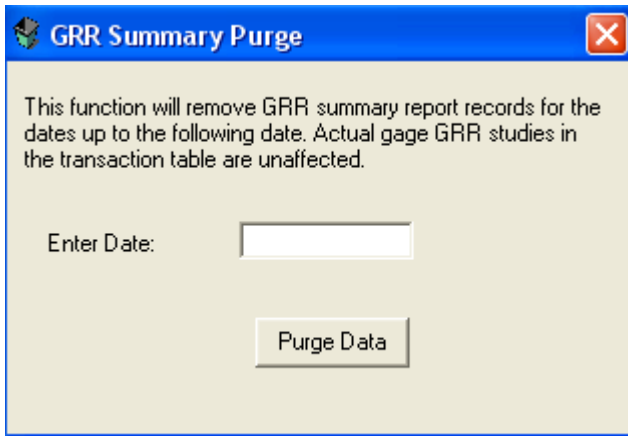 GRR Summary Purge
This function will remove GRR summary report records for the
dates up to the following date. Actual gage GRR studies in
the transaction table are unaffected.
Enter Date:
Purge Data